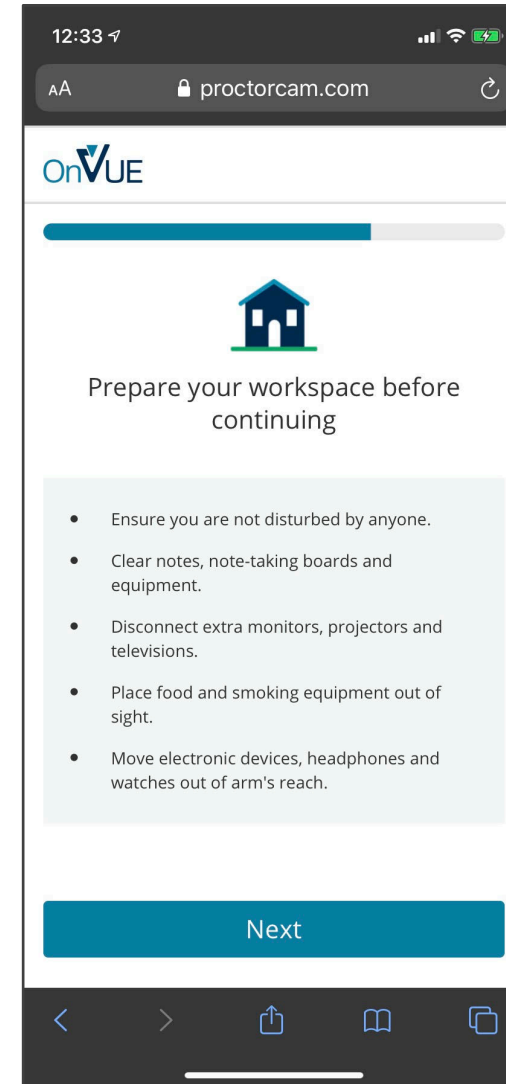 12:33
AA proctorcam.com
OnVUE
Prepare your workspace before
continuing
• Ensure you are not disturbed by anyone.
• Clear notes, note-taking boards and
equipment.
• Disconnect extra monitors, projectors and
televisions.
• Place food and smoking equipment out of
sight.
• Move electronic devices, headphones and
watches out of arm's reach.
Next